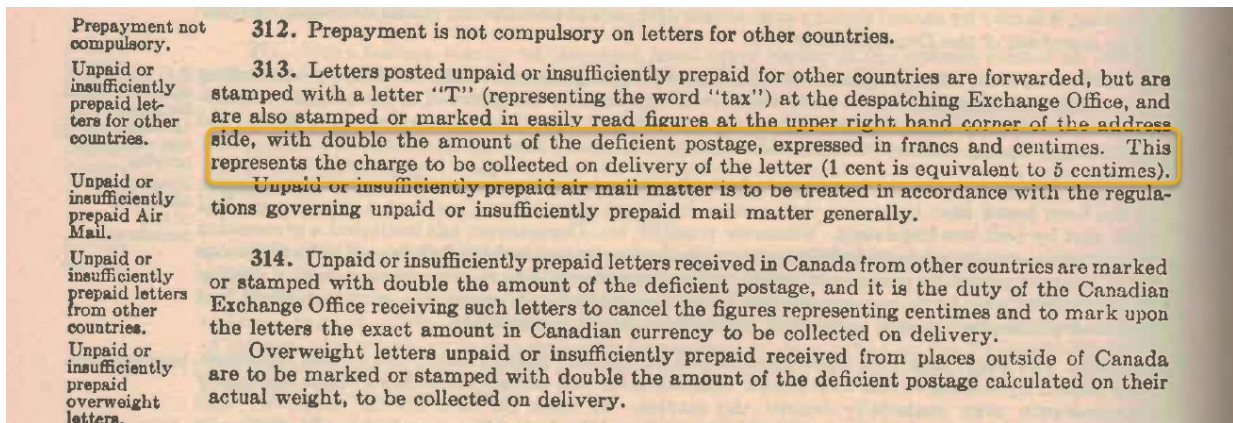 Prepayment not
compulsory.
312. Prepayment is not compulsory on letters for other countries.
Unpaid or
insufficiently
prepaid let-
ters for other
countries.
313. Letters posted unpaid or insufficiently prepaid for other countries are forwarded, but are
stamped with a letter "T" (representing the word "tax") at the despatching Exchange Office, and
are also stamped or marked in easily read figures at the upper right hand corner of the address
side, with double the amount of the deficient postage, expressed in francs and centimes. This
represents the charge to be collected on delivery of the letter (1 cent is equivalent to 5 centimes).
Unpaid or
insufficiently
prepaid Air
Mail.
Unpaid or insufficiently prepaid air mail matter is to be treated in accordance with the regula-
tions governing unpaid or insufficiently prepaid mail matter generally.
Unpaid or
insufficiently
prepaid letters
from other
countries.
314. Unpaid or insufficiently prepaid letters received in Canada from other countries are marked
or stamped with double the amount of the deficient postage, and it is the duty of the Canadian
Exchange Office receiving such letters to cancel the figures representing centimes and to mark upon
the letters the exact amount in Canadian currency to be collected on delivery.
Unpaid or
insufficiently
prepaid
overweight
letters.
Overweight letters unpaid or insufficiently prepaid received from places outside of Canada
are to be marked or stamped with double the amount of the deficient postage calculated on their
actual weight, to be collected on delivery.